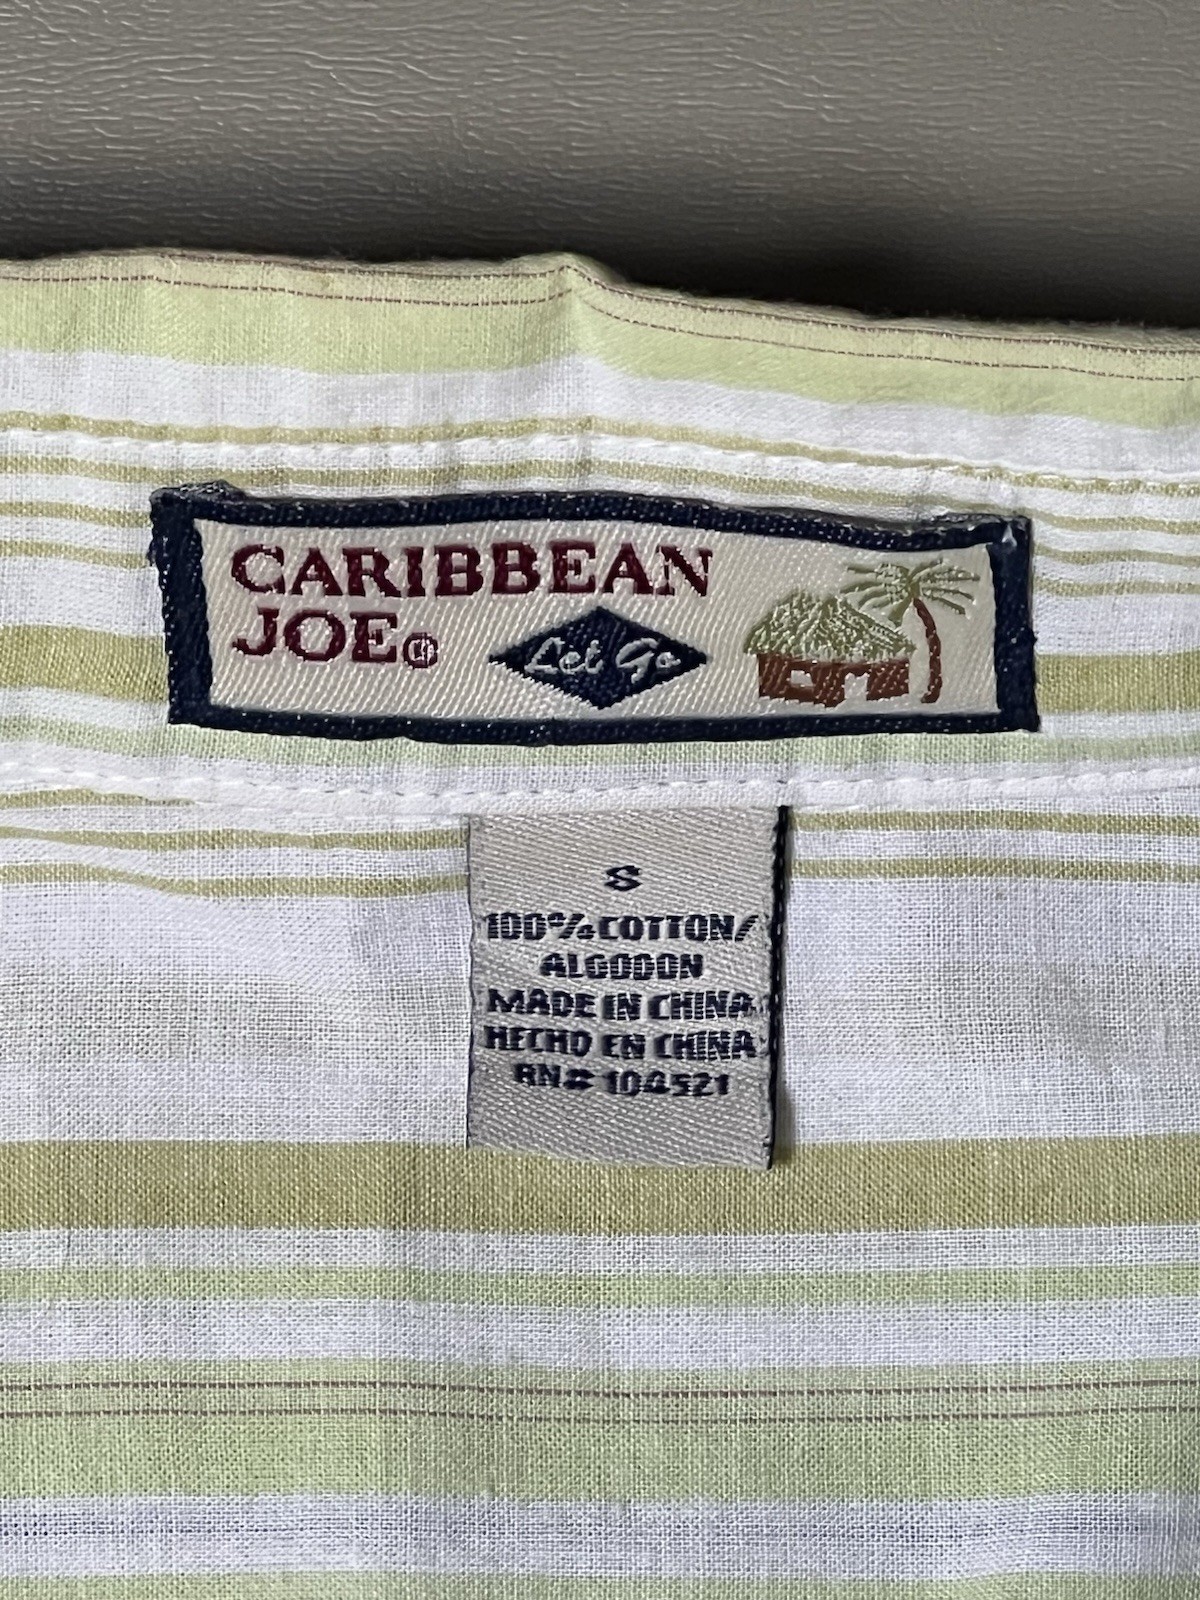 CARIBBEAN
JOE®
Let Go
S
100% COTTON/
ALGODON
MADE IN CHINA
HECHO EN CHINA
RN# 104521